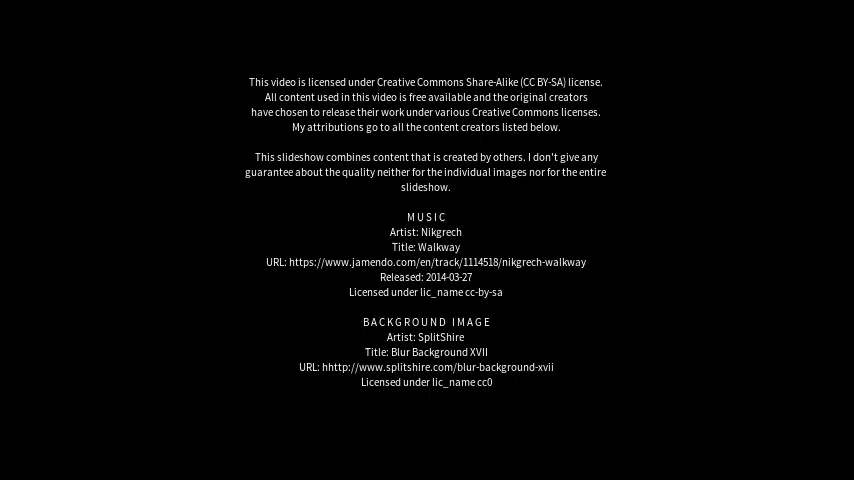 This video is licensed under Creative Commons Share-Alike (CC BY-SA) license.
All content used in this video is free available and the original creators
have chosen to release their work under various Creative Commons licenses.
My attributions go to all the content creators listed below.
This slideshow combines content that is created by others. I don't give any
guarantee about the quality neither for the individual images nor for the entire
slideshow.
M U S I C
Artist: Nikgrech
Title: Walkway
URL: https://www.jamendo.com/en/track/1114518/nikgrech-walkway
Released: 2014-03-27
Licensed under lic_name cc-by-sa
B A C K G R O U N D   I M A G E
Artist: SplitShire
Title: Blur Background XVII
URL: hhttp://www.splitshire.com/blur-background-xvii
Licensed under lic_name cc0